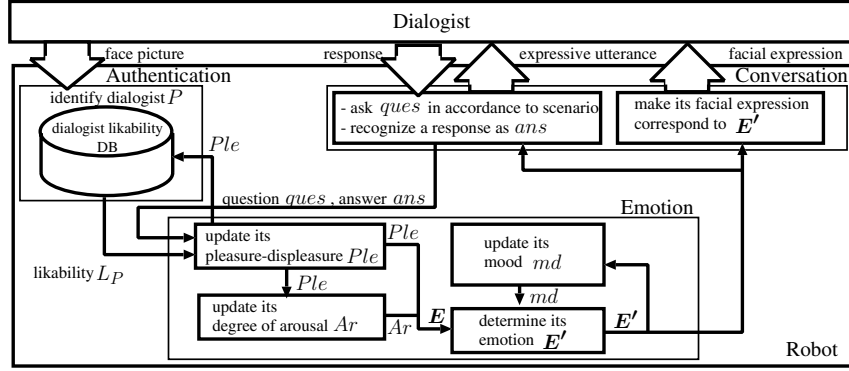 Dialogist
face picture
response
expressive utterance
facial expression
Authentication
Conversation
identify dialogist P
dialogist likability
DB
- ask ques in accordance to scenario
- recognize a response as ans
make its facial expression
correspond to E′
Ple
question ques , answer ans
Emotion
update its
pleasure-displeasure Ple
Ple
update its
mood md
likability L_P
Ple
md
update its
degree of arousal Ar
Ar
E
determine its
emotion E′
E′
Robot